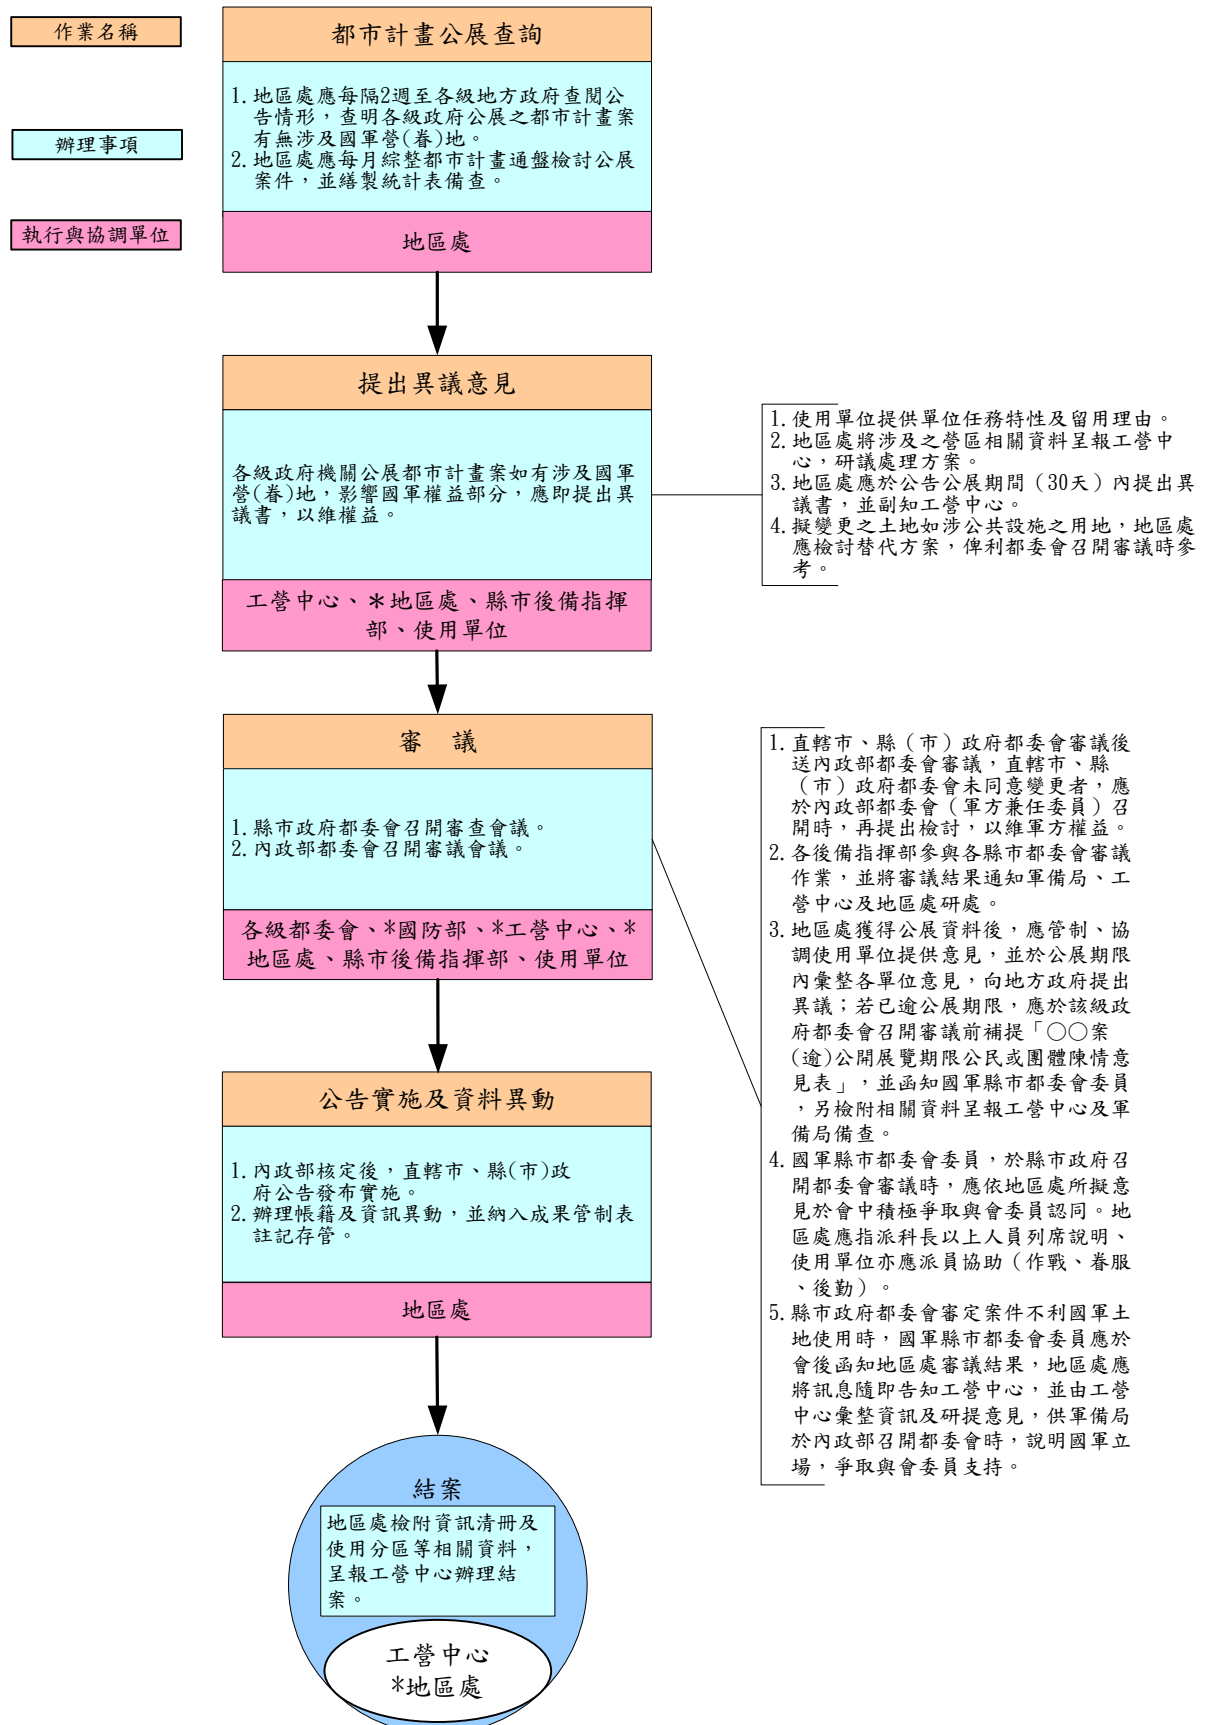 作業名稱
辦理事項
執行與協調單位
都市計畫公展查詢
1. 地區處應每隔2週至各級地方政府查閱公
告情形，查明各級政府公展之都市計畫案
有無涉及國軍營(眷)地。
2. 地區處應每月綜整都市計畫通盤檢討公展
案件，並繕製統計表備查。
地區處
提出異議意見
各級政府機關公展都市計畫案如有涉及國軍
營(眷)地，影響國軍權益部分，應即提出異
議書，以維權益。
工營中心、＊地區處、縣市後備指揮
部、使用單位
1. 使用單位提供單位任務特性及留用理由。
2. 地區處將涉及之營區相關資料呈報工營中
心，研議處理方案。
3. 地區處應於公告公展期間（30天）內提出異
議書，並副知工營中心。
4. 擬變更之土地如涉公共設施之用地，地區處
應檢討替代方案，俾利都委會召開審議時參
考。
審　議
1. 縣市政府都委會召開審查會議。
2. 內政部都委會召開審議會議。
各級都委會、*國防部、*工營中心、*
地區處、縣市後備指揮部、使用單位
1. 直轄市、縣（市）政府都委會審議後
送內政部都委會審議，直轄市、縣
（市）政府都委會未同意變更者，應
於內政部都委會（軍方兼任委員）召
開時，再提出檢討，以維軍方權益。
2. 各後備指揮部參與各縣市都委會審議
作業，並將審議結果通知軍備局、工
營中心及地區處研處。
3. 地區處獲得公展資料後，應管制、協
調使用單位提供意見，並於公展期限
內彙整各單位意見，向地方政府提出
異議；若已逾公展期限，應於該級政
府都委會召開審議前補提「○○案
(逾)公開展覽期限公民或團體陳情意
見表」，並函知國軍縣市都委會委員
，另檢附相關資料呈報工營中心及軍
備局備查。
4. 國軍縣市都委會委員，於縣市政府召
開都委會審議時，應依地區處所擬意
見於會中積極爭取與會委員認同。地
區處應指派科長以上人員列席說明、
使用單位亦應派員協助（作戰、眷服
、後勤）。
5. 縣市政府都委會審定案件不利國軍土
地使用時，國軍縣市都委會委員應於
會後函知地區處審議結果，地區處應
將訊息隨即告知工營中心，並由工營
中心彙整資訊及研提意見，供軍備局
於內政部召開都委會時，說明國軍立
場，爭取與會委員支持。
公告實施及資料異動
1. 內政部核定後，直轄市、縣(市)政
府公告發布實施。
2. 辦理帳籍及資訊異動，並納入成果管制表
註記存管。
地區處
結案
地區處檢附資訊清冊及
使用分區等相關資料，
呈報工營中心辦理結
案。
工營中心
*地區處